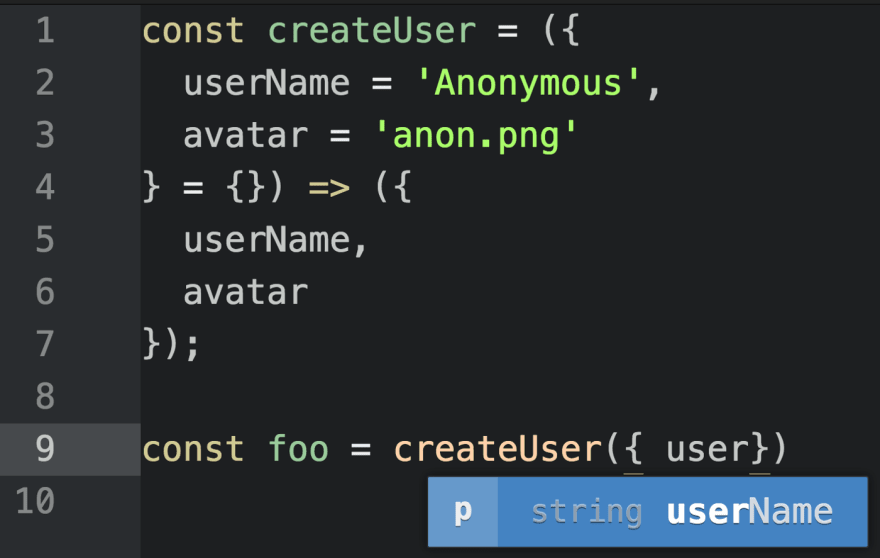 1 const createUser = ({
2   userName = 'Anonymous',
3   avatar = 'anon.png'
4 } = {}) => ({
5   userName,
6   avatar
7 });
8
9 const foo = createUser({ user})
10
p string userName